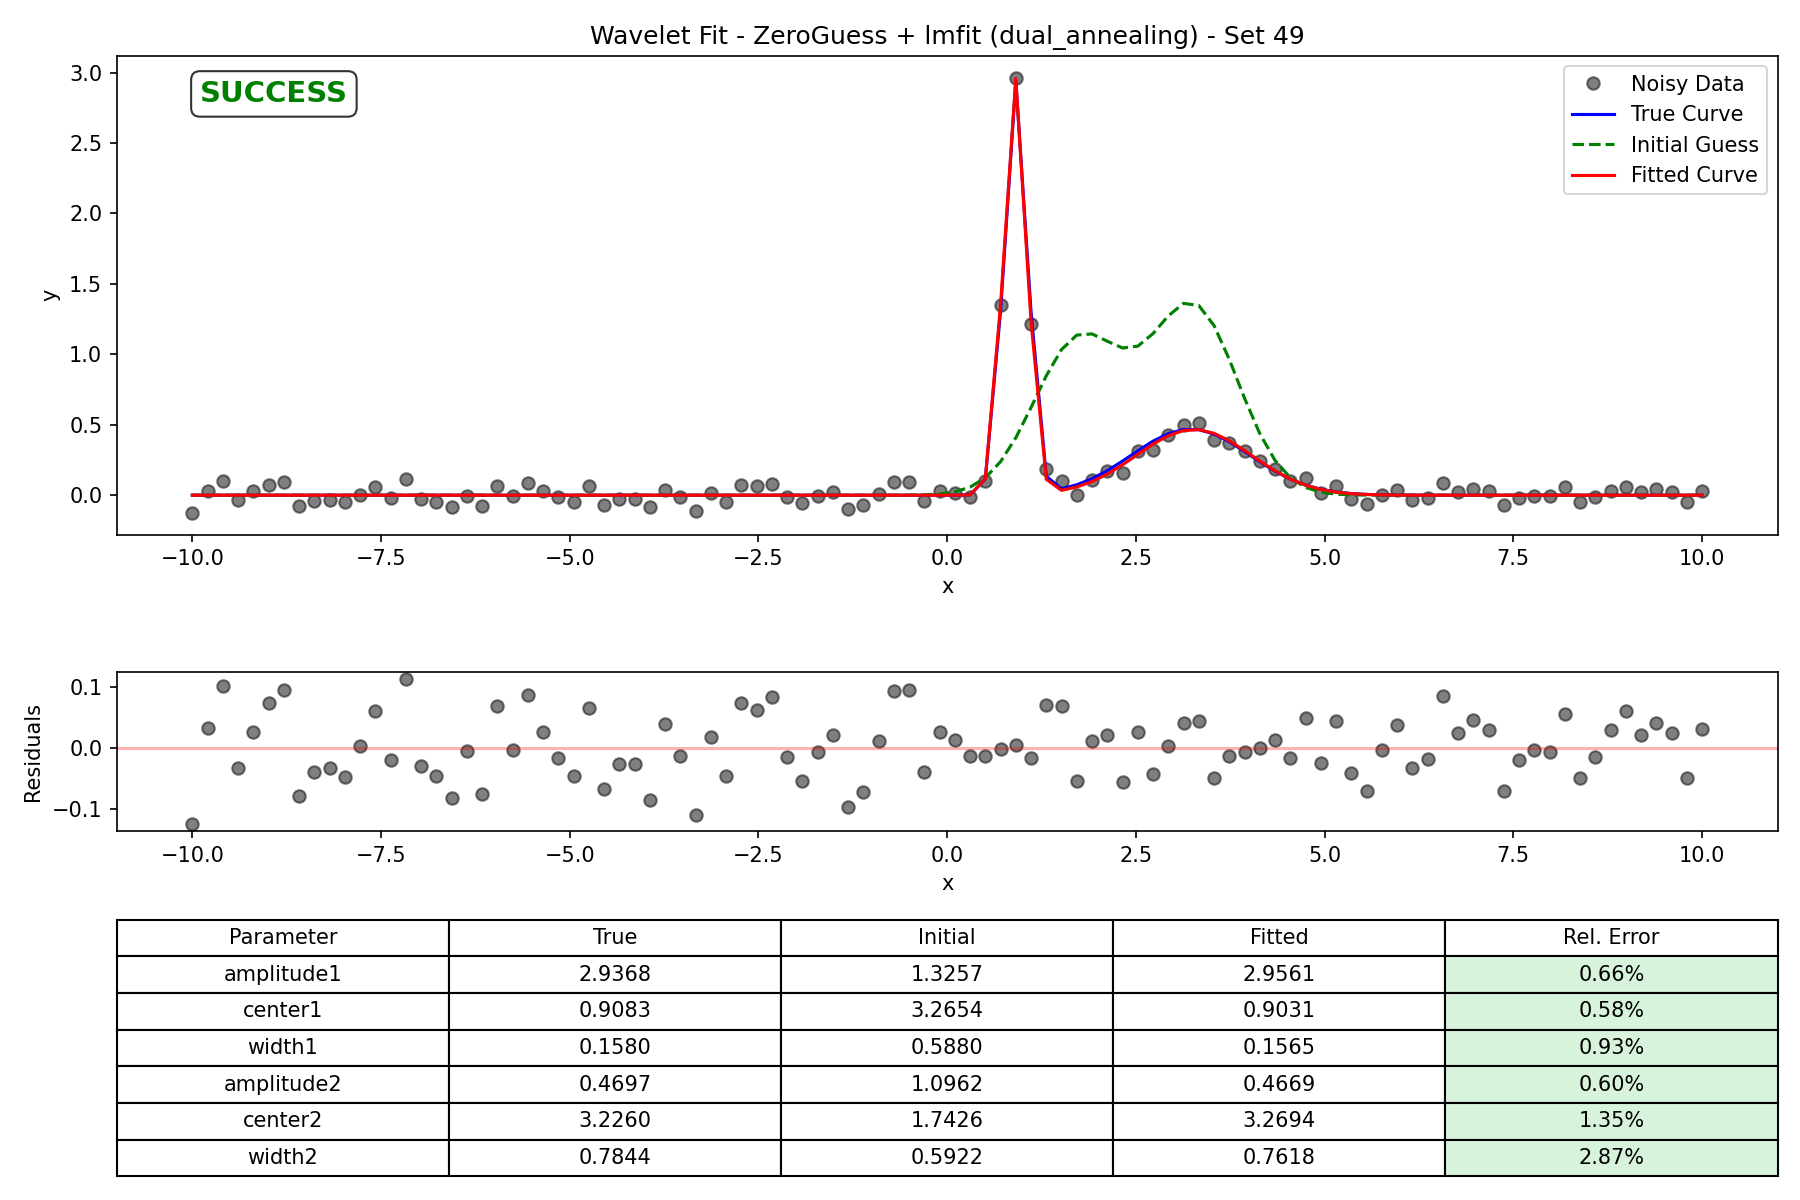 Wavelet Fit - ZeroGuess + lmfit (dual_annealing) - Set 49
SUCCESS
Noisy Data
True Curve
Initial Guess
Fitted Curve
y
3.0
2.5
2.0
1.5
1.0
0.5
0.0
−10.0 −7.5 −5.0 −2.5 0.0 2.5 5.0 7.5 10.0
x
Residuals
0.1
0.0
−0.1
−10.0 −7.5 −5.0 −2.5 0.0 2.5 5.0 7.5 10.0
x
Parameter True Initial Fitted Rel. Error
amplitude1 2.9368 1.3257 2.9561 0.66%
center1 0.9083 3.2654 0.9031 0.58%
width1 0.1580 0.5880 0.1565 0.93%
amplitude2 0.4697 1.0962 0.4669 0.60%
center2 3.2260 1.7426 3.2694 1.35%
width2 0.7844 0.5922 0.7618 2.87%